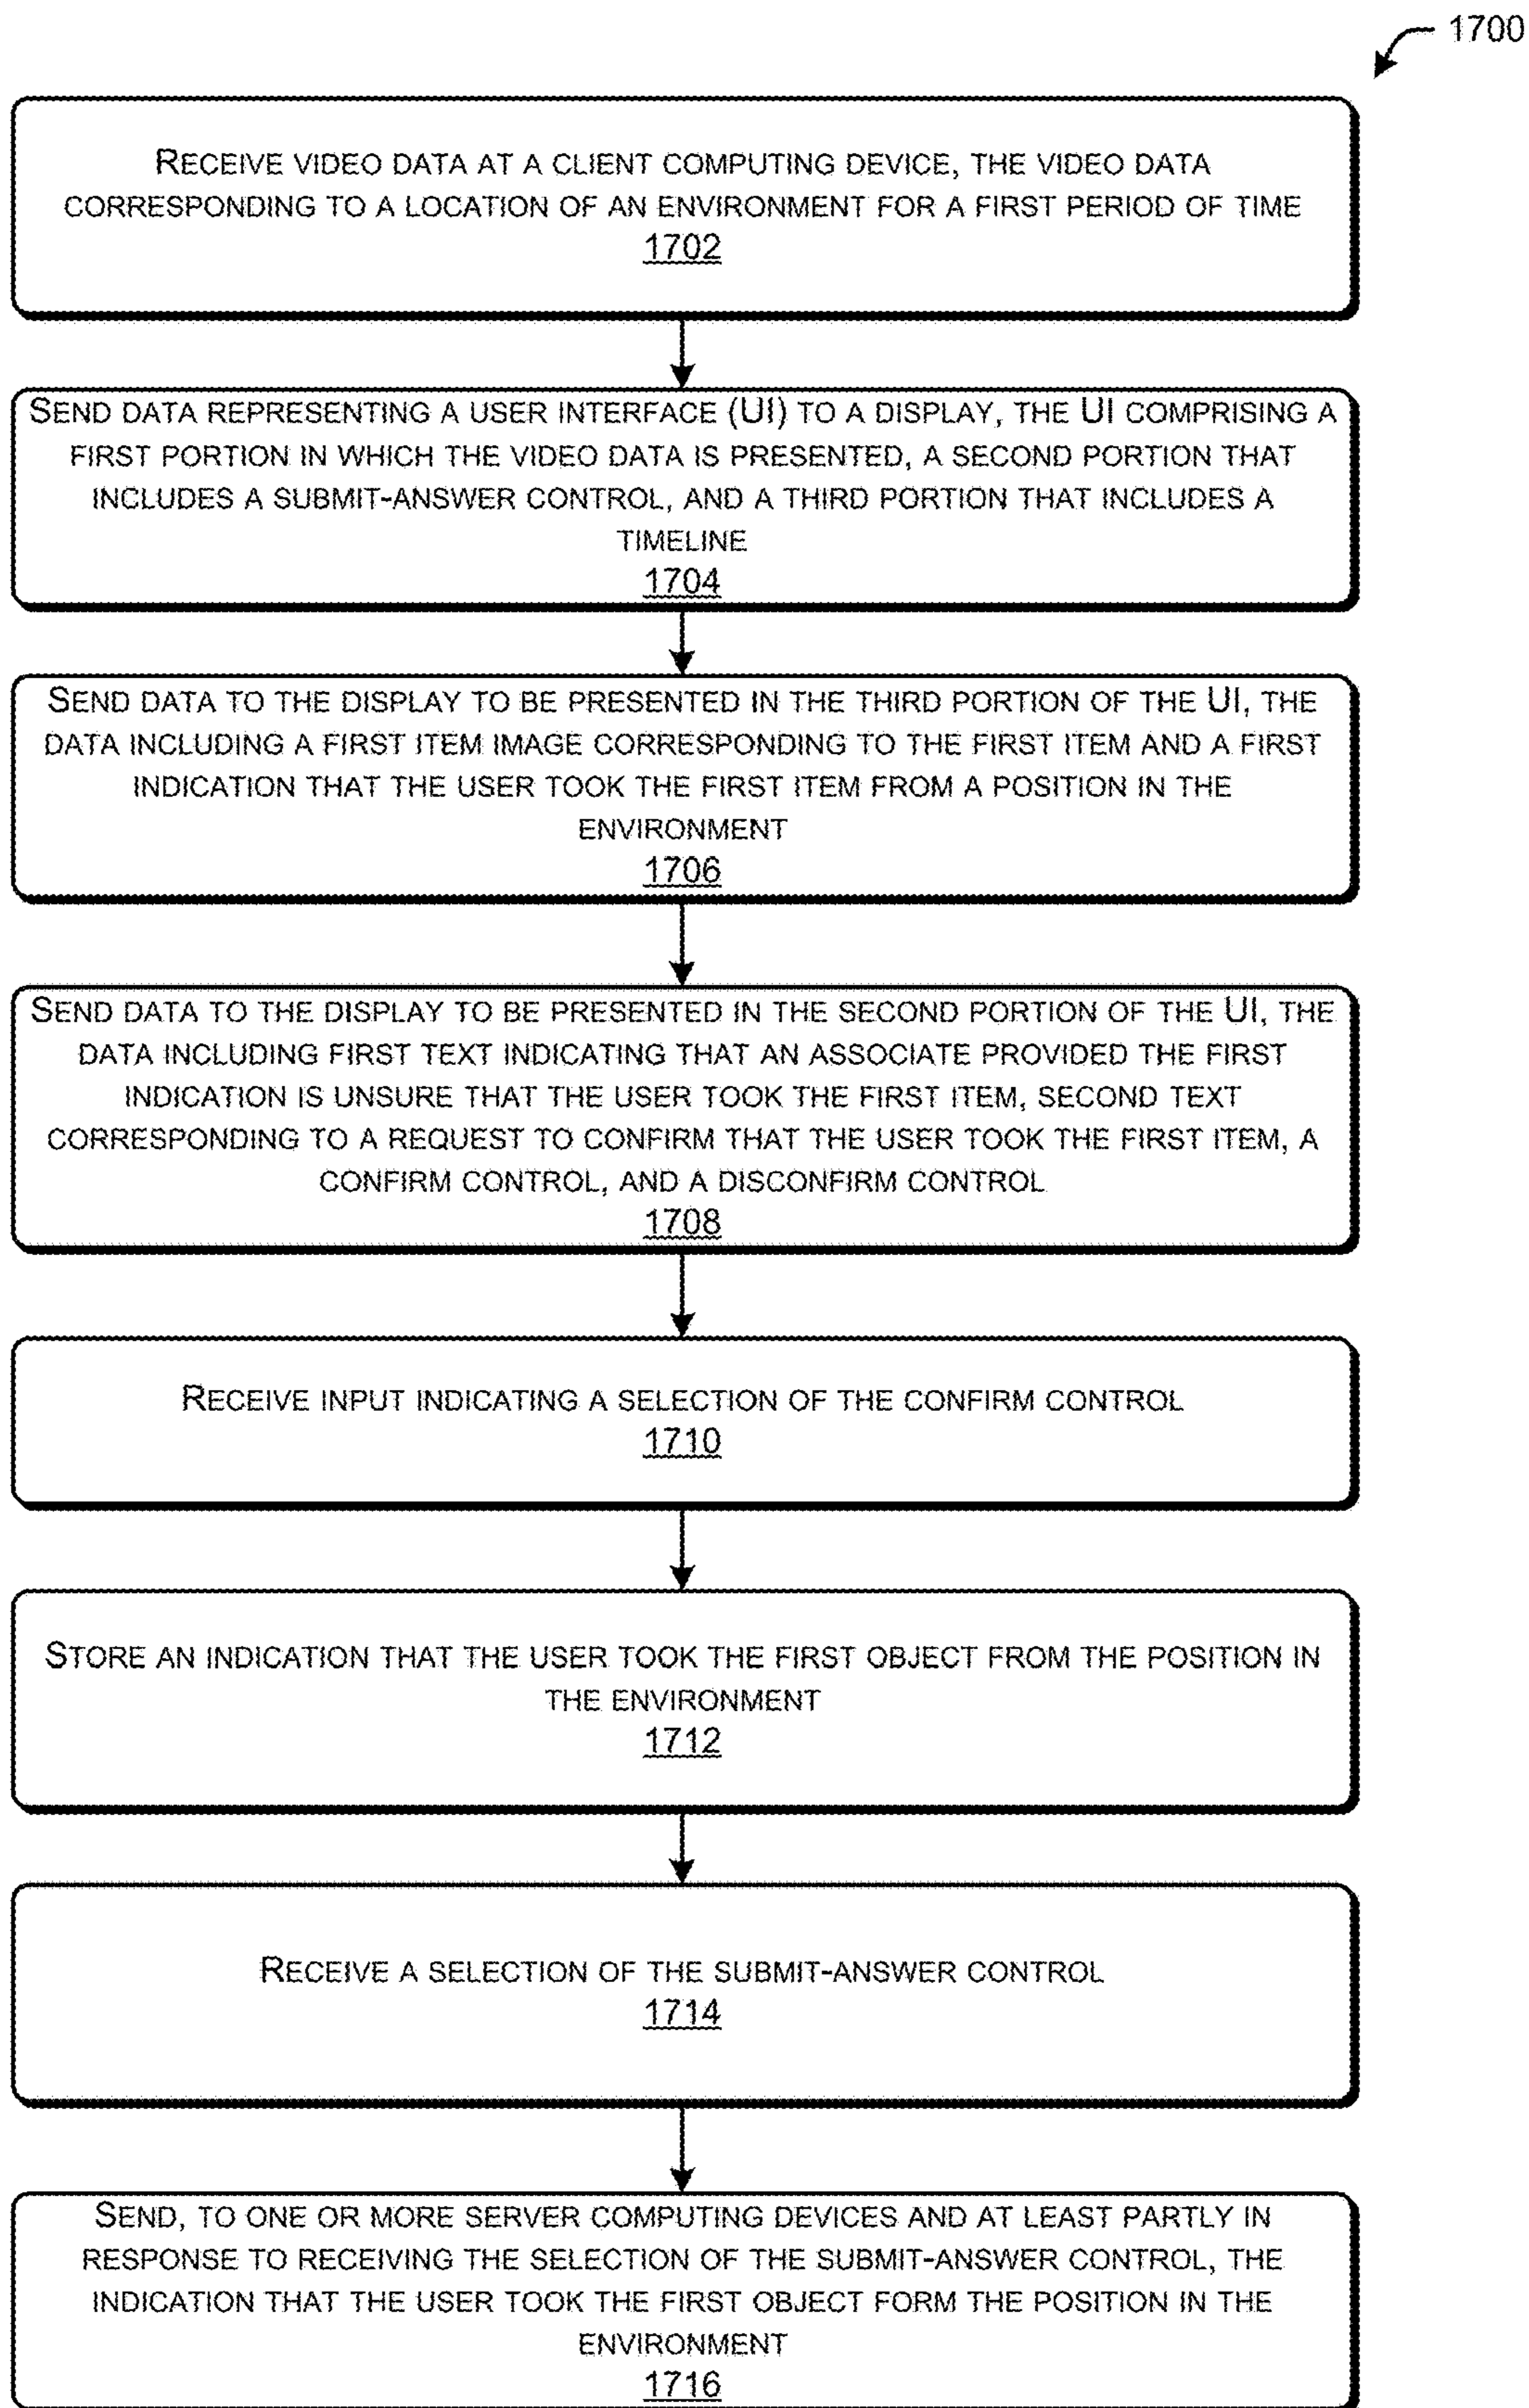 1700
RECEIVE VIDEO DATA AT A CLIENT COMPUTING DEVICE, THE VIDEO DATA
CORRESPONDING TO A LOCATION OF AN ENVIRONMENT FOR A FIRST PERIOD OF TIME
1702
SEND DATA REPRESENTING A USER INTERFACE (UI) TO A DISPLAY, THE UI COMPRISING A
FIRST PORTION IN WHICH THE VIDEO DATA IS PRESENTED, A SECOND PORTION THAT
INCLUDES A SUBMIT-ANSWER CONTROL, AND A THIRD PORTION THAT INCLUDES A
TIMELINE
1704
SEND DATA TO THE DISPLAY TO BE PRESENTED IN THE THIRD PORTION OF THE UI, THE
DATA INCLUDING A FIRST ITEM IMAGE CORRESPONDING TO THE FIRST ITEM AND A FIRST
INDICATION THAT THE USER TOOK THE FIRST ITEM FROM A POSITION IN THE
ENVIRONMENT
1706
SEND DATA TO THE DISPLAY TO BE PRESENTED IN THE SECOND PORTION OF THE UI, THE
DATA INCLUDING FIRST TEXT INDICATING THAT AN ASSOCIATE PROVIDED THE FIRST
INDICATION IS UNSURE THAT THE USER TOOK THE FIRST ITEM, SECOND TEXT
CORRESPONDING TO A REQUEST TO CONFIRM THAT THE USER TOOK THE FIRST ITEM, A
CONFIRM CONTROL, AND A DISCONFIRM CONTROL
1708
RECEIVE INPUT INDICATING A SELECTION OF THE CONFIRM CONTROL
1710
STORE AN INDICATION THAT THE USER TOOK THE FIRST OBJECT FROM THE POSITION IN
THE ENVIRONMENT
1712
RECEIVE A SELECTION OF THE SUBMIT-ANSWER CONTROL
1714
SEND, TO ONE OR MORE SERVER COMPUTING DEVICES AND AT LEAST PARTLY IN
RESPONSE TO RECEIVING THE SELECTION OF THE SUBMIT-ANSWER CONTROL, THE
INDICATION THAT THE USER TOOK THE FIRST OBJECT FORM THE POSITION IN THE
ENVIRONMENT
1716